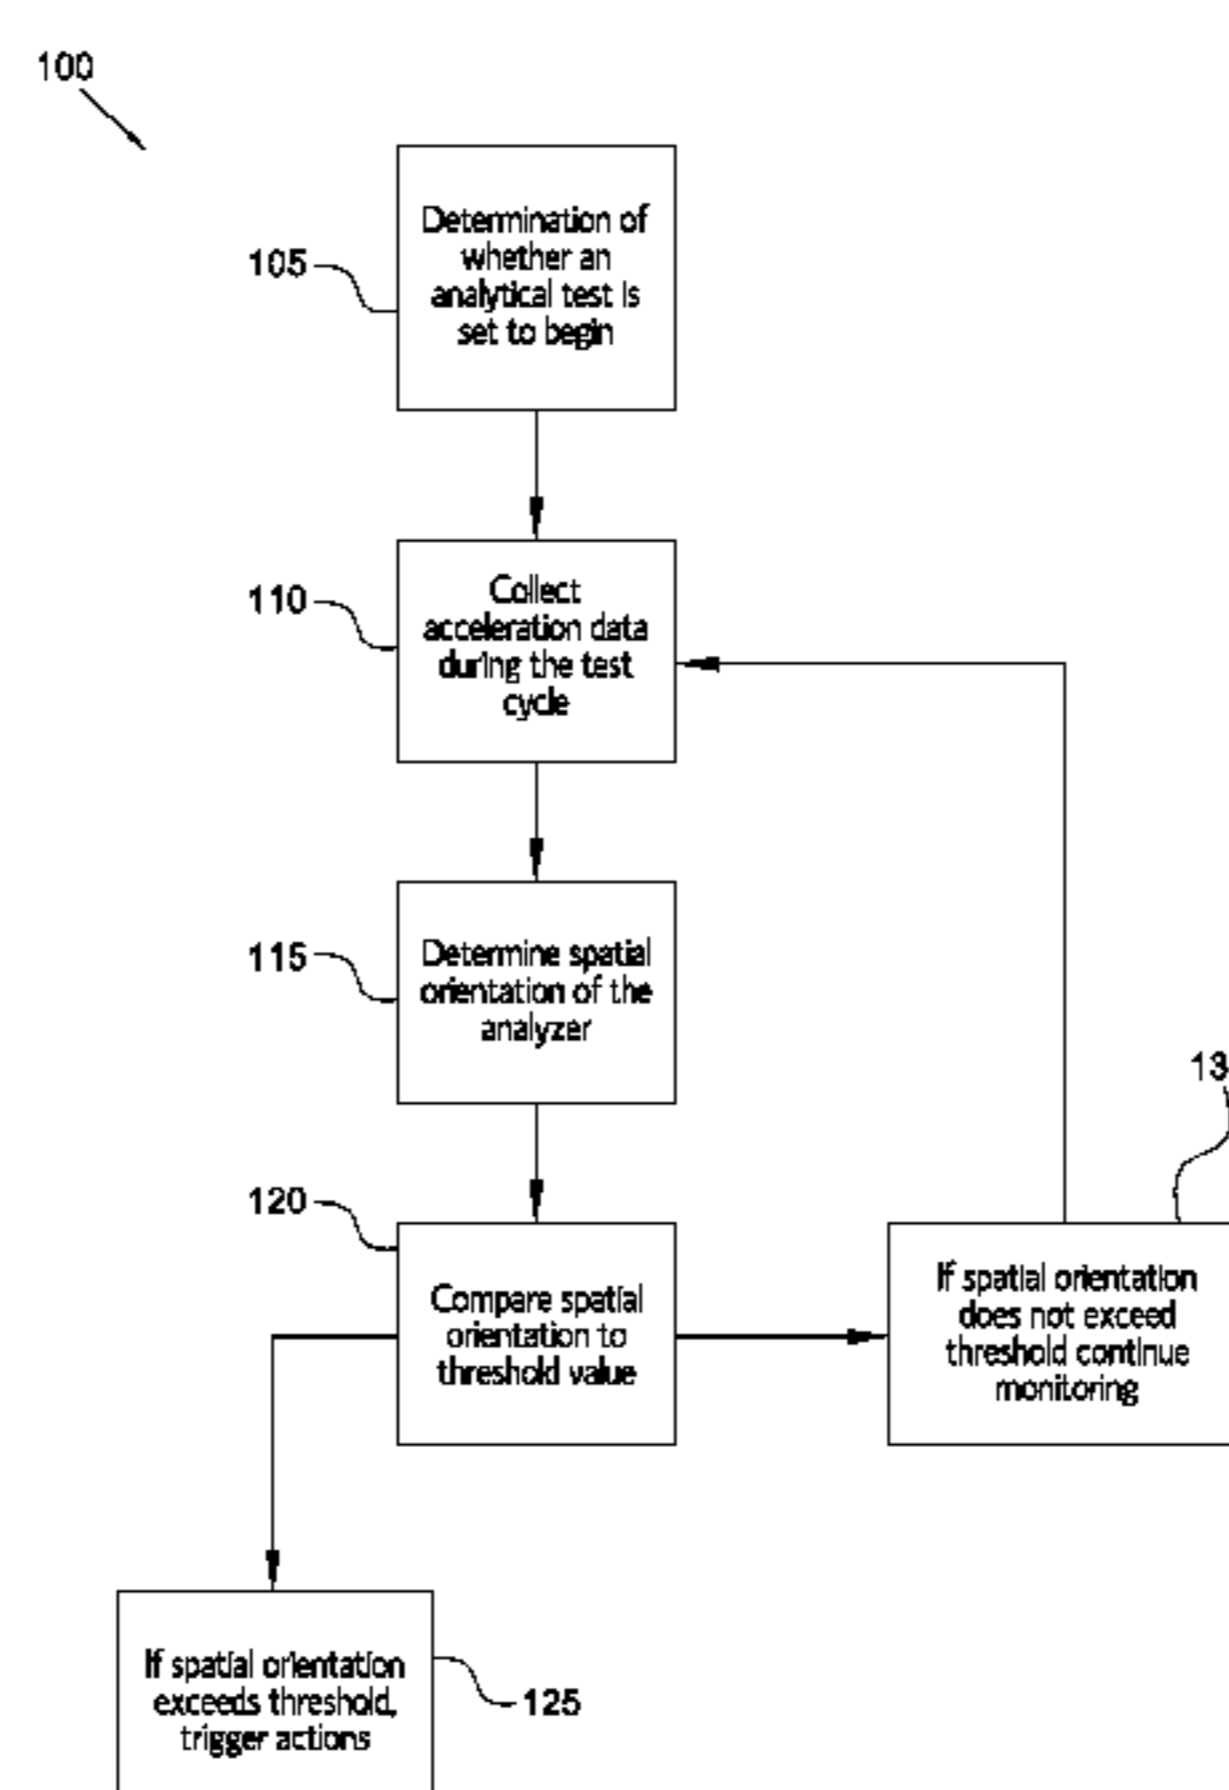 100
105
Determination of
whether an
analytical test is
set to begin
110
Collect
acceleration data
during the test
cycle
115
Determine spatial
orientation of the
analyzer
120
Compare spatial
orientation to
threshold value
13
If spatial orientation
does not exceed
threshold continue
monitoring
If spatial orientation
exceeds threshold,
trigger actions
125